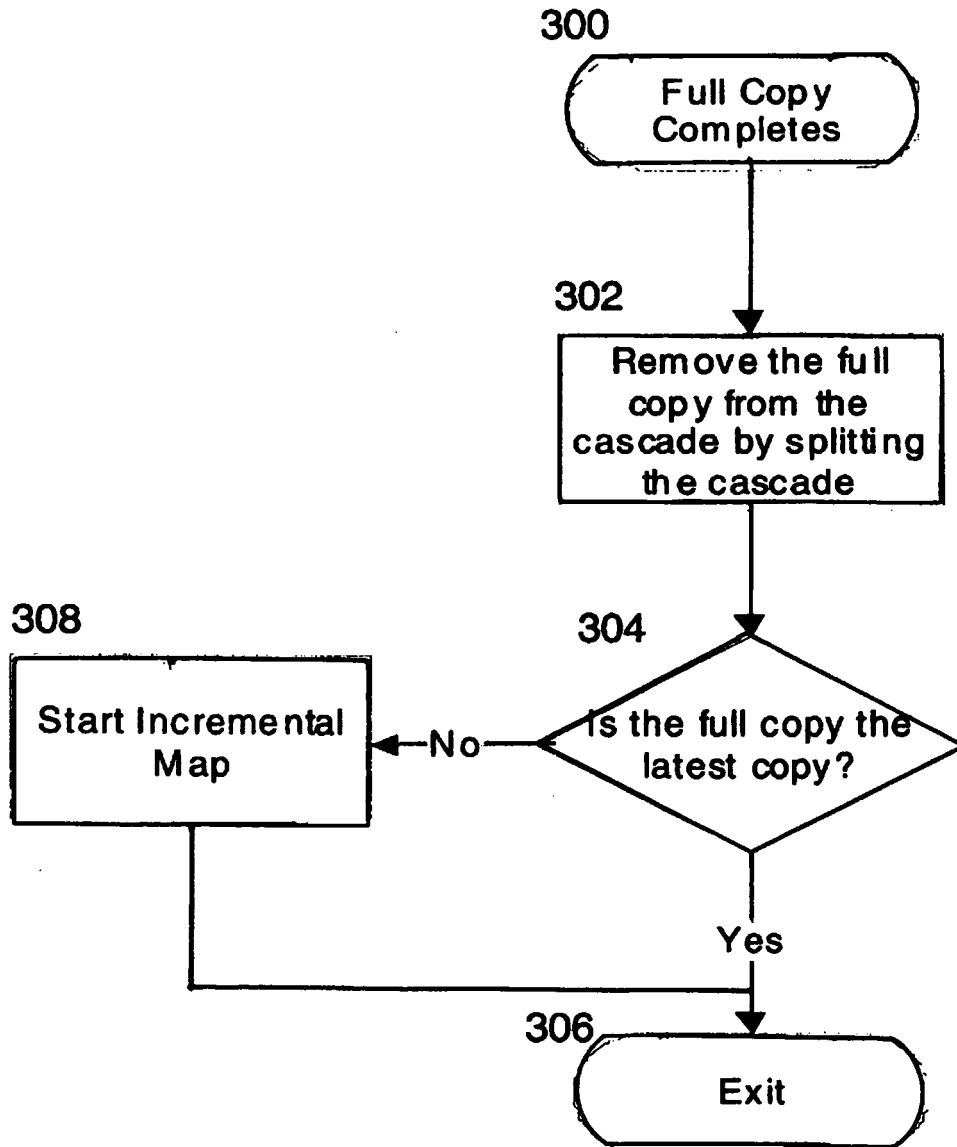 300
Full Copy
Completes
302
Remove the full
copy from the
cascade by splitting
the cascade
304
Is the full copy the
latest copy?
308
Start Incremental
Map
No
Yes
306
Exit